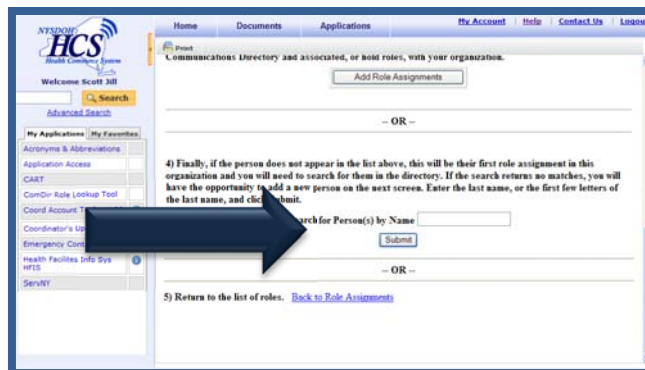 NYSDOH
HCS
Health Commerce System
Welcome Scott Jill
Search
Advanced Search
My Applications My Favorites
Acronyms & Abbreviations
Application Access
CART
ComDir Role Lookup Tool
Coord Account
Coordinator's Up
Emergency Cont
Health Facilites Info Sys
HFIS
ServNY
Home Documents Applications My Account Help Contact Us Logou
Print
Communications Directory and associated, or hold roles, with your organization.
Add Role Assignments
-- OR --
4) Finally, if the person does not appear in the list above, this will be their first role assignment in this
organization and you will need to search for them in the directory. If the search returns no matches, you will
have the opportunity to add a new person on the next screen. Enter the last name, or the first few letters of
the last name, and click Submit.
arch for Person(s) by Name
Submit
-- OR --
5) Return to the list of roles. Back to Role Assignments